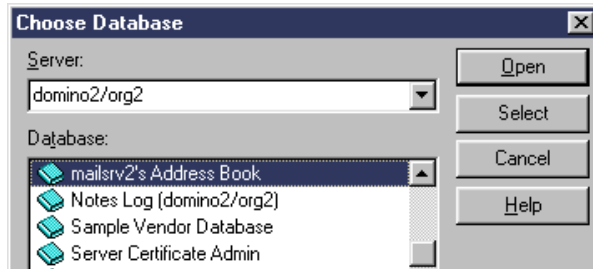 Choose Database
Server:
domino2/org2
Database:
mailsrv2's Address Book
Notes Log (domino2/org2)
Sample Vendor Database
Server Certificate Admin
Open
Select
Cancel
Help